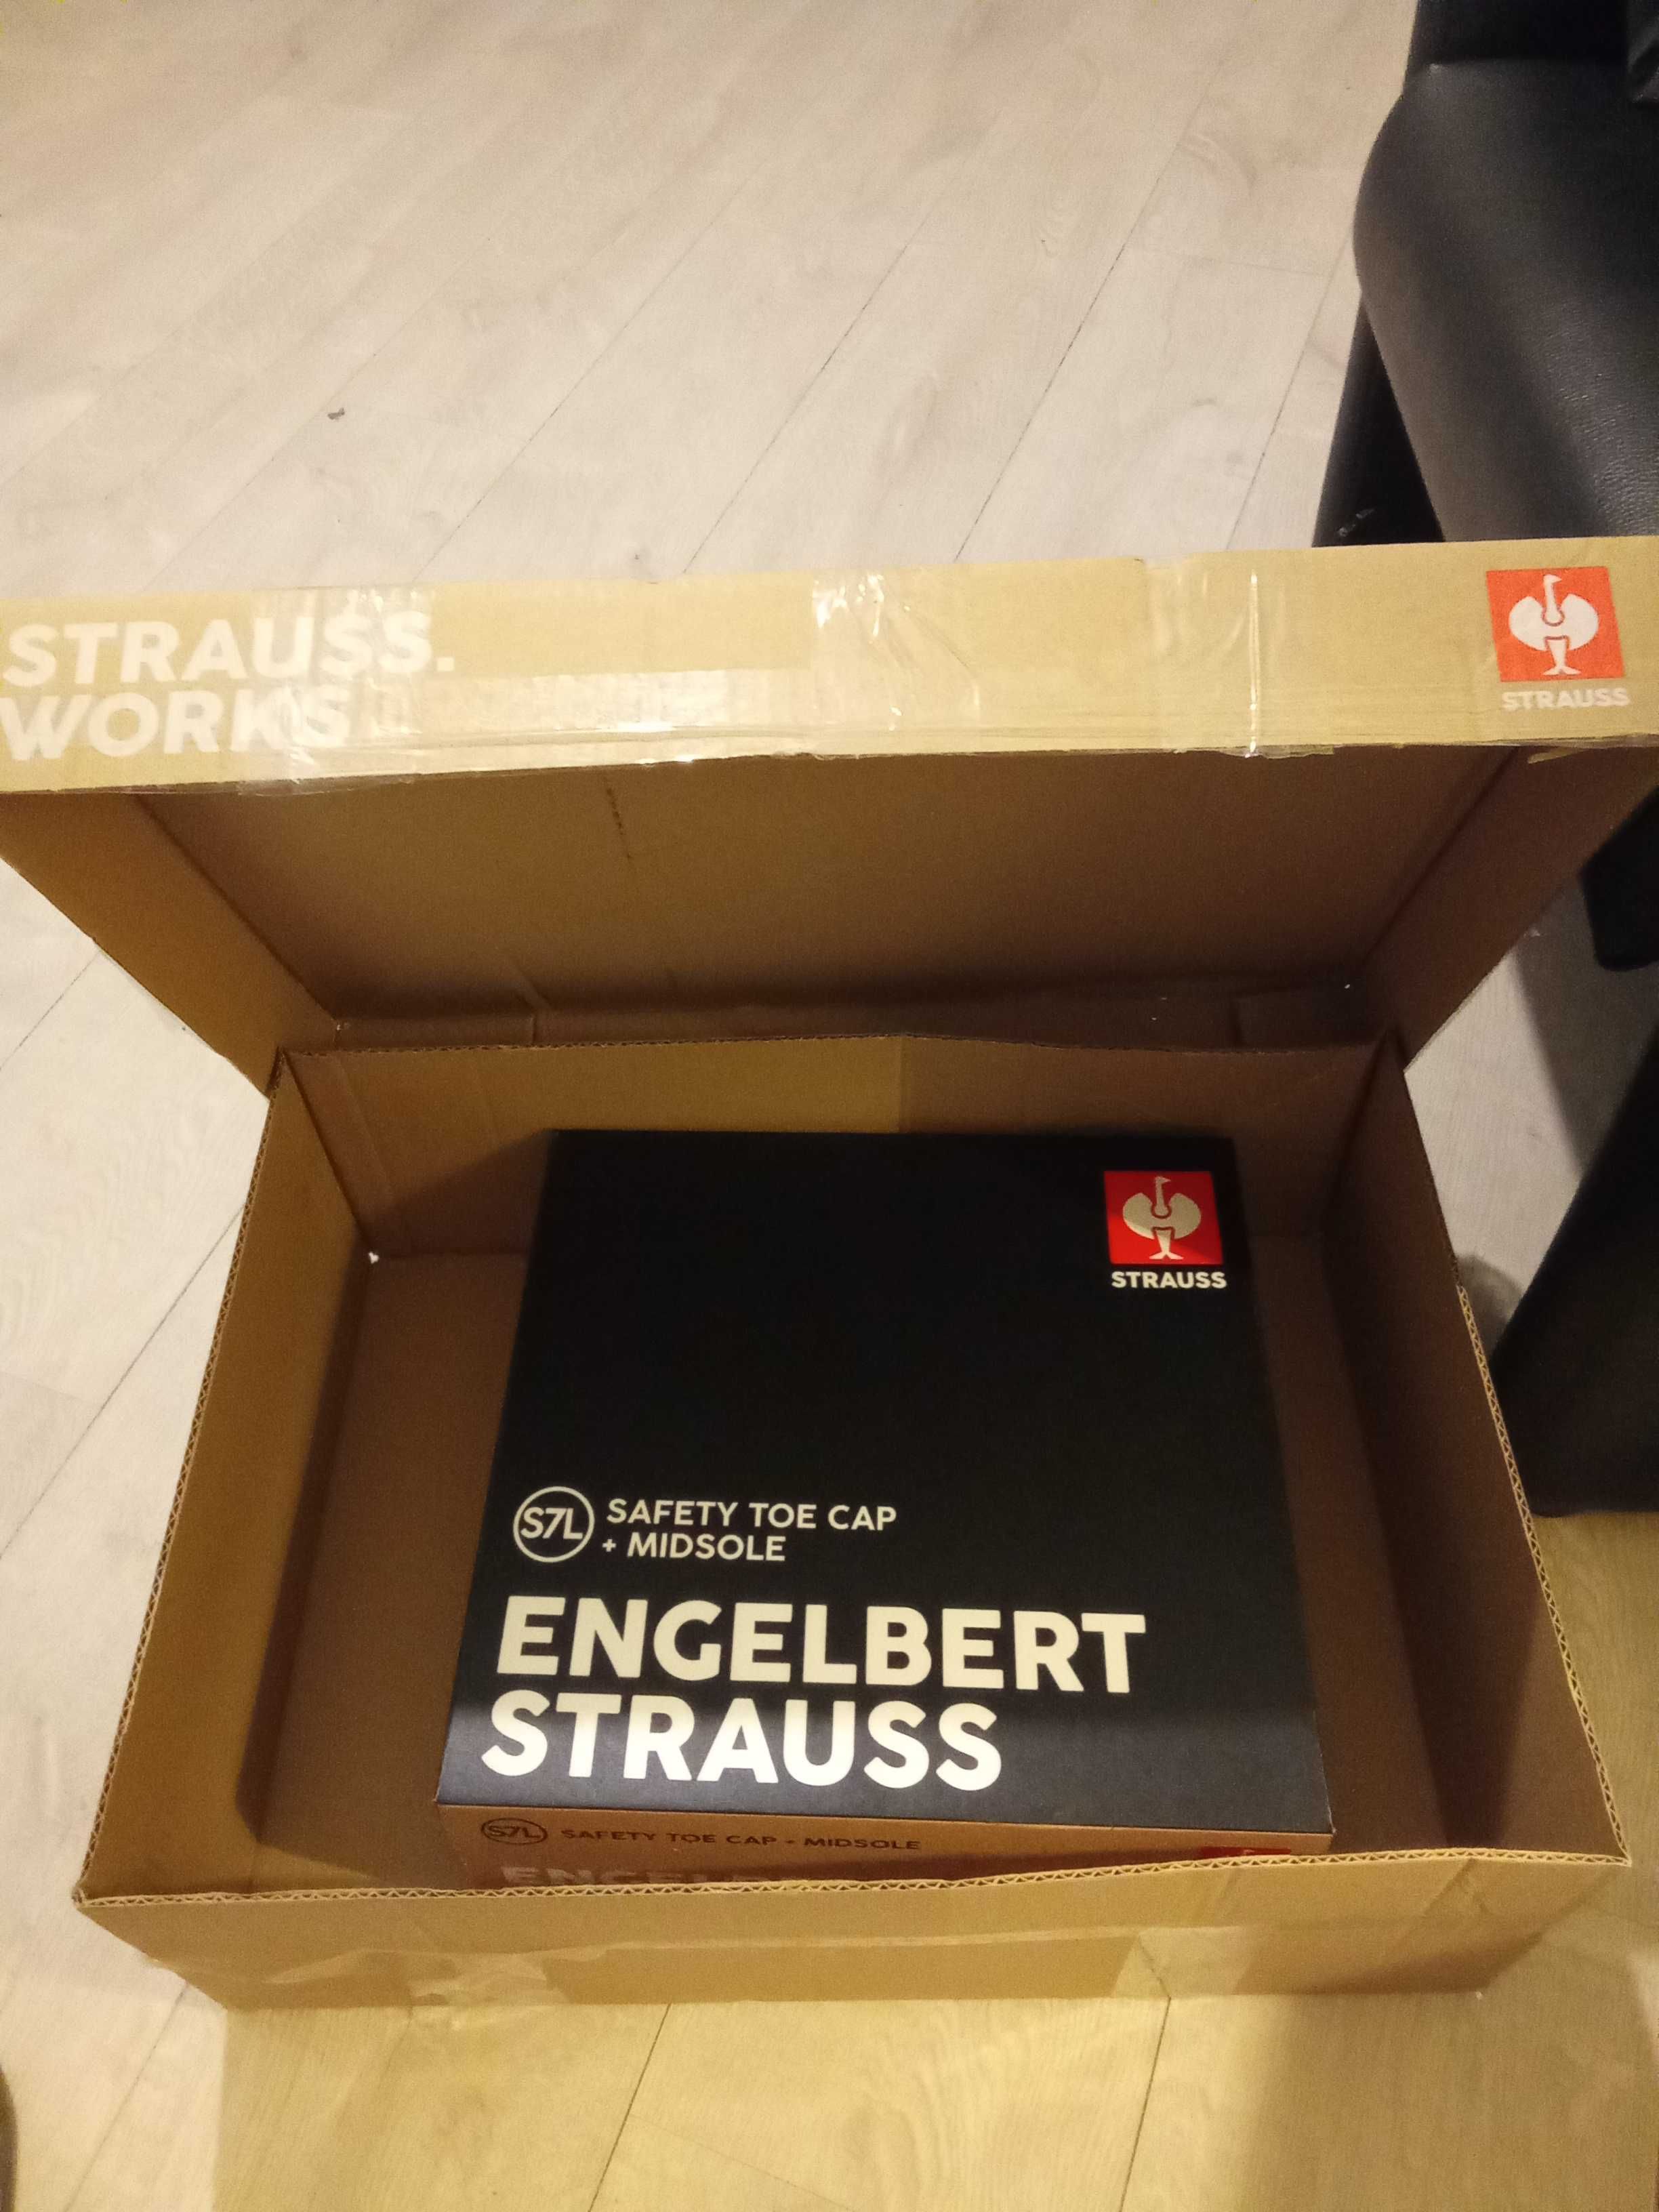 STRAUSS.
WORKS
STRAUSS
STRAUSS
S7L SAFETY TOE CAP
+ MIDSOLE
ENGELBERT
STRAUSS
S7L SAFETY TOE CAP + MIDSOLE